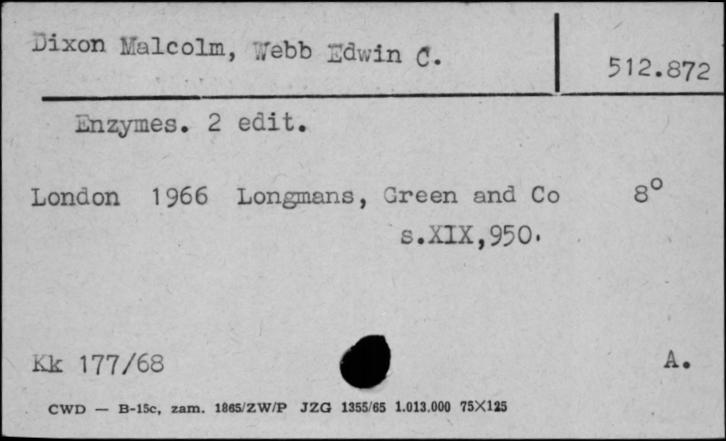 Dixon Malcolm, Webb Edwin C.
512.872
Enzymes. 2 edit.
London 1966 Longmans, Green and Co 8°
s.XIX,950.
Kk 177/68 A.
CWD — B-15c, zam. 1865/ZW/P JZG 1355/65 1.013.000 75X125